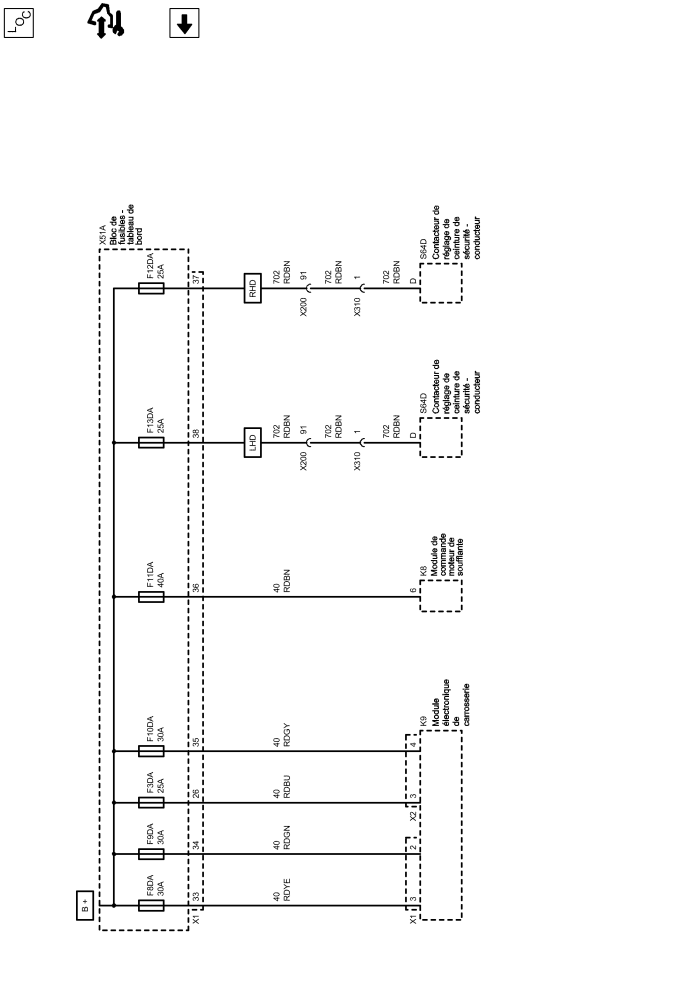 LOC
X51A
Bloc de
fusibles -
tableau de
bord
F12DA
25A
37
RHD
702
RDBN
91
X200
702
RDBN
1
X310
702
RDBN
D
S64D
Contacteur de
réglage de
ceinture de
sécurité -
conducteur
F13DA
25A
38
LHD
702
RDBN
91
X200
702
RDBN
1
X310
702
RDBN
D
S64D
Contacteur de
réglage de
ceinture de
sécurité -
conducteur
F11DA
40A
36
40
RDBN
6
K8
Module de
commande
moteur de
soufflante
F10DA
30A
35
40
RDGY
4
K9
Module
électronique
de
carrosserie
F3DA
25A
26
40
RDBU
3
X2
F9DA
30A
34
40
RDGN
2
B +
F8DA
30A
33
X1
40
RDYE
3
X1